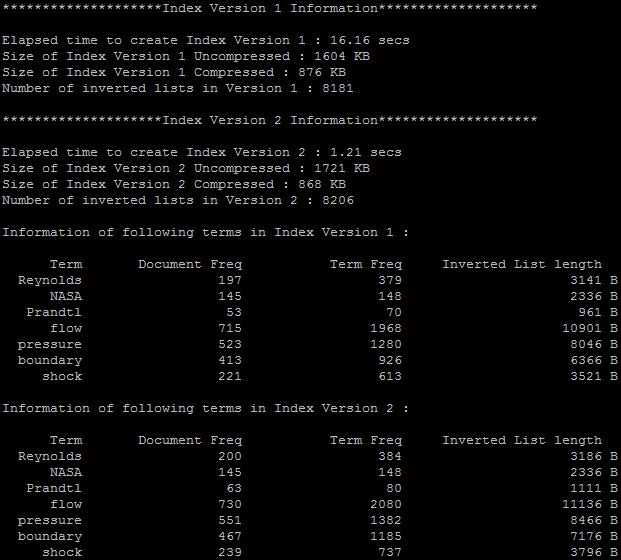 ********************Index Version 1 Information********************
Elapsed time to create Index Version 1 : 16.16 secs
Size of Index Version 1 Uncompressed : 1604 KB
Size of Index Version 1 Compressed : 876 KB
Number of inverted lists in Version 1 : 8181
********************Index Version 2 Information********************
Elapsed time to create Index Version 2 : 1.21 secs
Size of Index Version 2 Uncompressed : 1721 KB
Size of Index Version 2 Compressed : 868 KB
Number of inverted lists in Version 2 : 8206
Information of following terms in Index Version 1 :
Term Document Freq Term Freq Inverted List length
Reynolds 197 379 3141 B
NASA 145 148 2336 B
Prandtl 53 70 961 B
flow 715 1968 10901 B
pressure 523 1280 8046 B
boundary 413 926 6366 B
shock 221 613 3521 B
Information of following terms in Index Version 2 :
Term Document Freq Term Freq Inverted List length
Reynolds 200 384 3186 B
NASA 145 148 2336 B
Prandtl 63 80 1111 B
flow 730 2080 11136 B
pressure 551 1382 8466 B
boundary 467 1185 7176 B
shock 239 737 3796 B